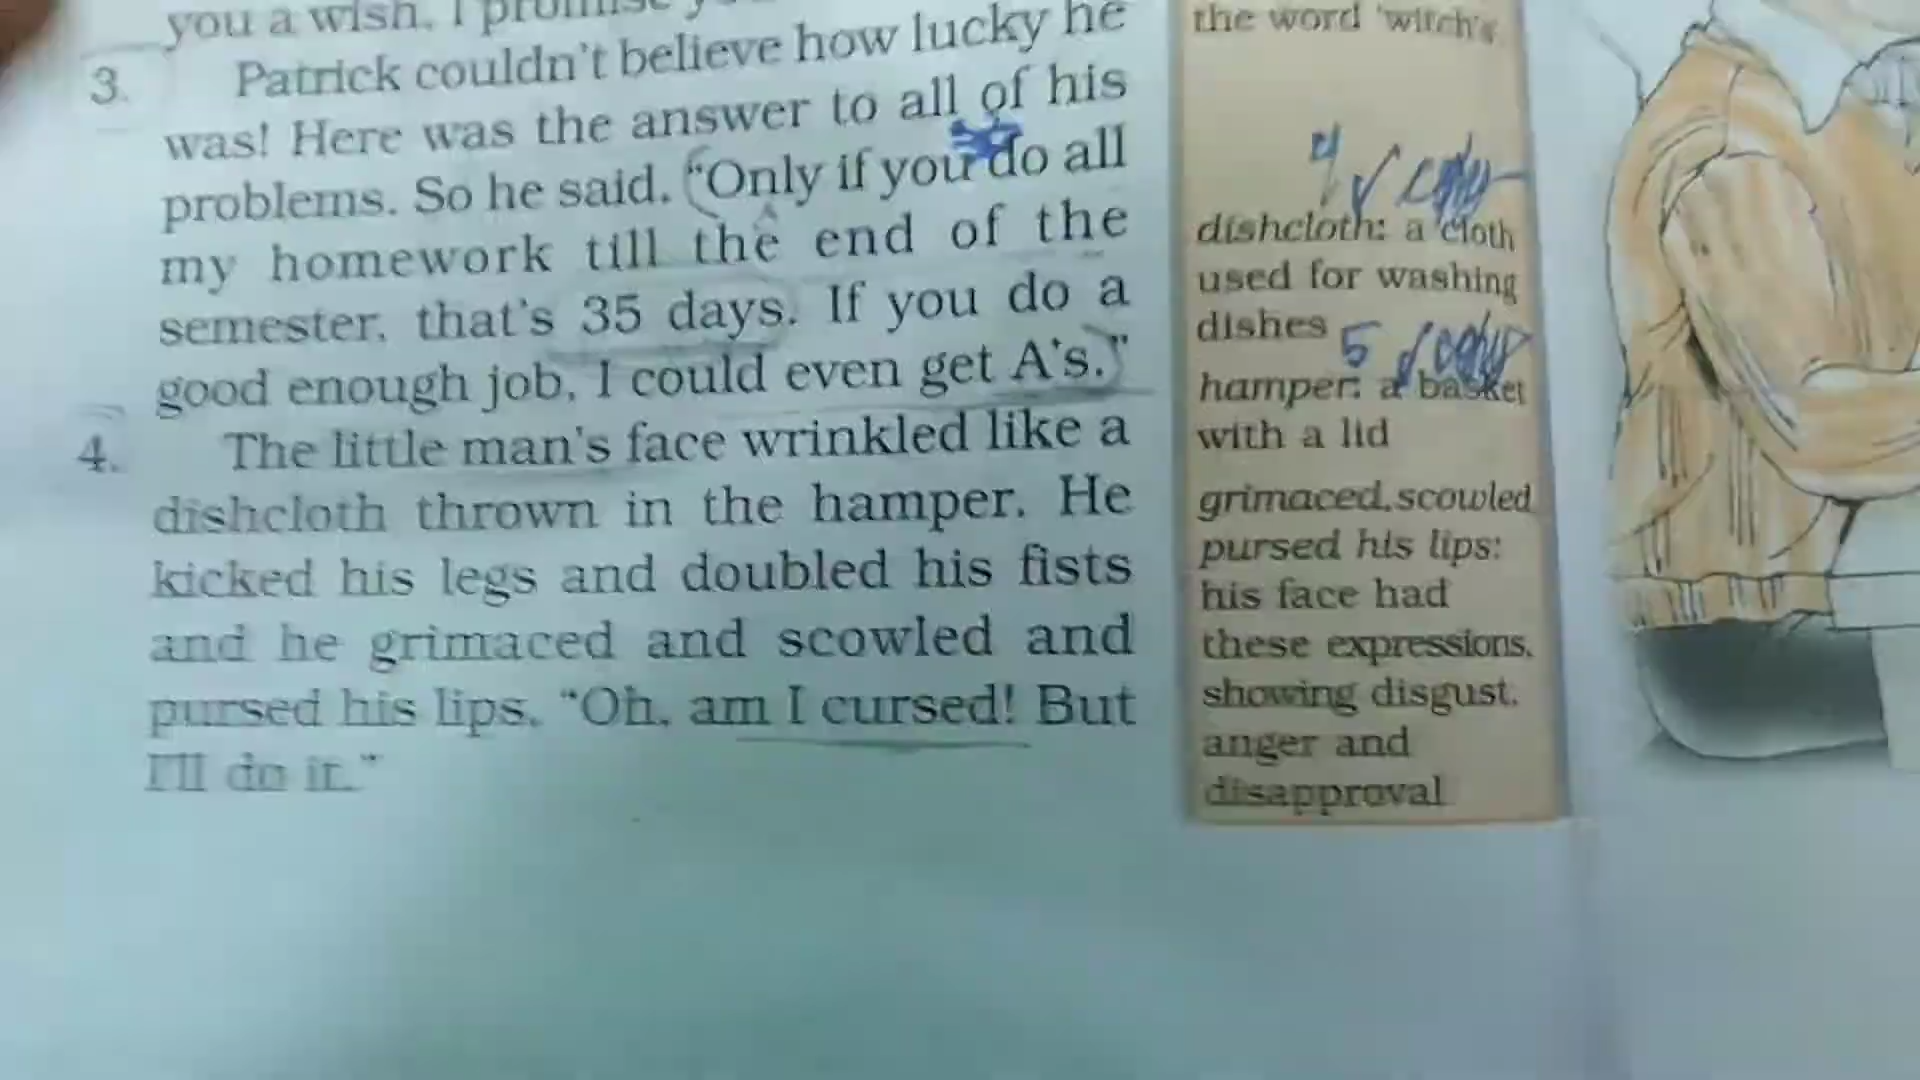 you a wish. I promise
3. Patrick couldn't believe how lucky he
was! Here was the answer to all of his
problems. So he said. "Only if you do all
my homework till the end of the
semester. that's 35 days. If you do a
good enough job, I could even get A's."
4. The little man's face wrinkled like a
dishcloth thrown in the hamper. He
kicked his legs and doubled his fists
and he grimaced and scowled and
pursed his lips. "Oh, am I cursed! But
I'll do it."
the word 'witch's
4
dishcloth: a cloth
used for washing
dishes
5
hamper: a basket
with a lid
grimaced, scowled
pursed his lips:
his face had
these expressions,
showing disgust,
anger and
disapproval